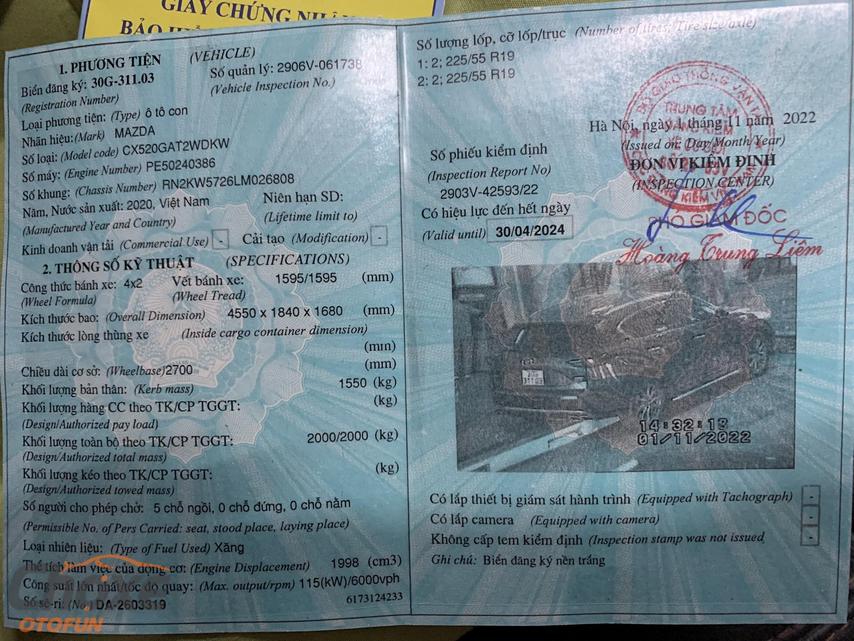 GIẤY CHỨNG NHẬN
BẢO HIỂM
1. PHƯƠNG TIỆN (VEHICLE)
Biển đăng ký: 30G-311.03 Số quản lý: 2906V-061738
(Registration Number) (Vehicle Inspection No.)
Loại phương tiện: (Type) ô tô con
Nhãn hiệu: (Mark) MAZDA
Số loại: (Model code) CX520GAT2WDKW
Số máy: (Engine Number) PE50240386
Số khung: (Chassis Number) RN2KW5726LM026808
Năm, Nước sản xuất: 2020, Việt Nam Niên hạn SD:
(Manufactured Year and Country) (Lifetime limit to)
Kinh doanh vận tải (Commercial Use) - Cải tạo (Modification) -
2. THÔNG SỐ KỸ THUẬT (SPECIFICATIONS)
Công thức bánh xe: 4x2 Vết bánh xe: 1595/1595 (mm)
(Wheel Formula) (Wheel Tread)
Kích thước bao: (Overall Dimension) 4550 x 1840 x 1680 (mm)
Kích thước lòng thùng xe (Inside cargo container dimension)
(mm)
Chiều dài cơ sở: (Wheelbase) 2700 (mm)
Khối lượng bản thân: (Kerb mass) 1550 (kg)
Khối lượng hàng CC theo TK/CP TGGT: (kg)
(Design/Authorized pay load)
Khối lượng toàn bộ theo TK/CP TGGT: 2000/2000 (kg)
(Design/Authorized total mass)
Khối lượng kéo theo TK/CP TGGT: (kg)
(Design/Authorized towed mass)
Số người cho phép chở: 5 chỗ ngồi, 0 chỗ đứng, 0 chỗ nằm
(Permissible No. of Pers Carried: seat, stood place, laying place)
Loại nhiên liệu: (Type of Fuel Used) Xăng
Thể tích làm việc của động cơ: (Engine Displacement) 1998 (cm3)
Công suất lớn nhất/tốc độ quay: (Max. output/rpm) 115(kW)/6000vph
Số sê-ri: (No.) DA-2603319 6173124233
OTOFUN
Số lượng lốp, cỡ lốp/trục (Number of tires; Tire size/axle)
1: 2; 225/55 R19
2: 2; 225/55 R19
Hà Nội, ngày 1 tháng 11 năm 2022
(Issued on: Day/Month/Year)
Số phiếu kiểm định ĐƠN VỊ KIỂM ĐỊNH
(Inspection Report No) (INSPECTION CENTER)
2903V-42593/22
BỘ GIAO THÔNG VẬN TẢI
TRUNG TÂM
ĐĂNG KIỂM
XE CƠ GIỚI
PHÓ GIÁM ĐỐC
Có hiệu lực đến hết ngày
(Valid until) 30/04/2024
Hoàng Trung Liêm
14:32:19
01/11/2022
Có lắp thiết bị giám sát hành trình (Equipped with Tachograph) -
Có lắp camera (Equipped with camera) -
Không cấp tem kiểm định (Inspection stamp was not issued -
Ghi chú: Biển đăng ký nền trắng